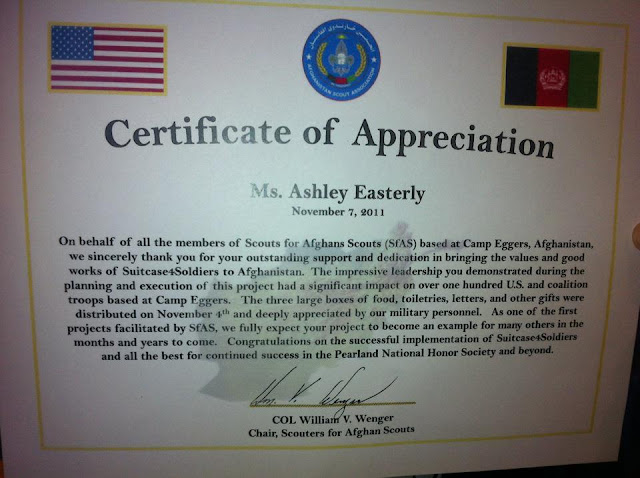 AFGHANISTAN SCOUT ASSOCIATION
Certificate of Appreciation
Ms. Ashley Easterly
November 7, 2011
On behalf of all the members of Scouts for Afghans Scouts (SfAS) based at Camp Eggers, Afghanistan,
we sincerely thank you for your outstanding support and dedication in bringing the values and good
works of Suitcase4Soldiers to Afghanistan. The impressive leadership you demonstrated during the
planning and execution of this project had a significant impact on over one hundred U.S. and coalition
troops based at Camp Eggers. The three large boxes of food, toiletries, letters, and other gifts were
distributed on November 4th and deeply appreciated by our military personnel. As one of the first
projects facilitated by SfAS, we fully expect your project to become an example for many others in the
months and years to come. Congratulations on the successful implementation of Suitcase4Soldiers
and all the best for continued success in the Pearland National Honor Society and beyond.
Wm. V. Wenger
COL William V. Wenger
Chair, Scouters for Afghan Scouts